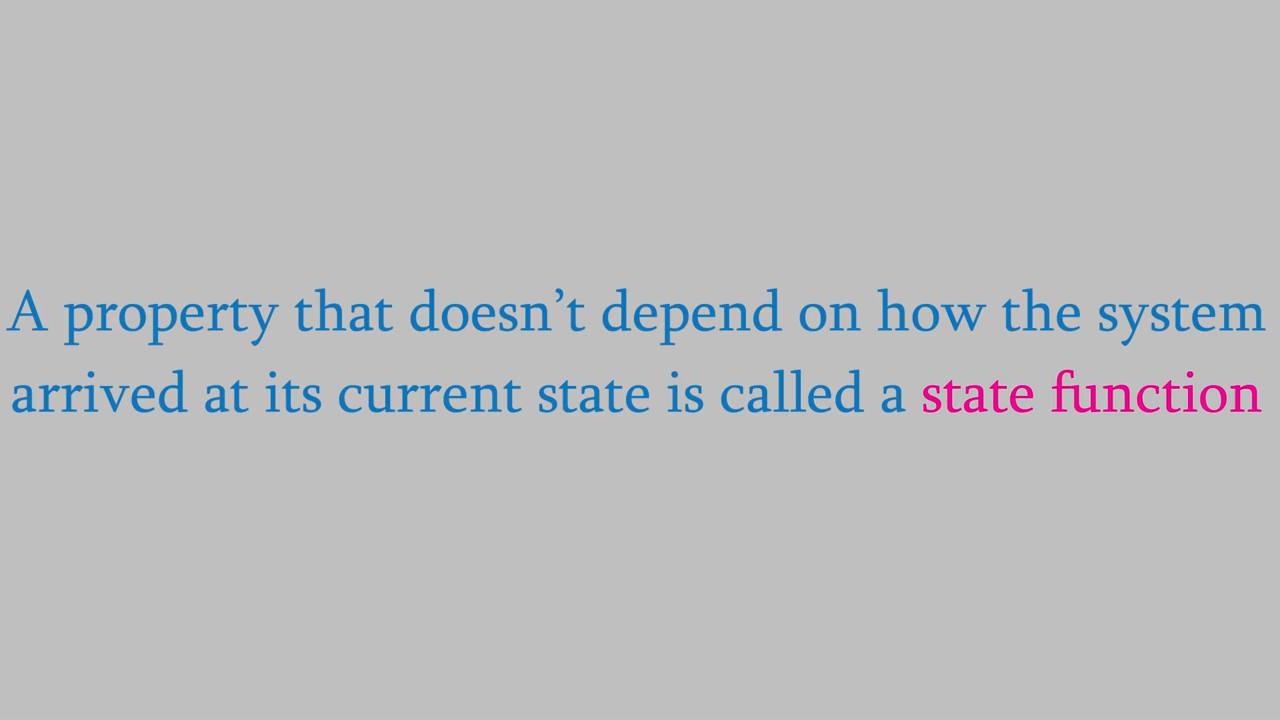 A property that doesn’t depend on how the system
arrived at its current state is called a state function